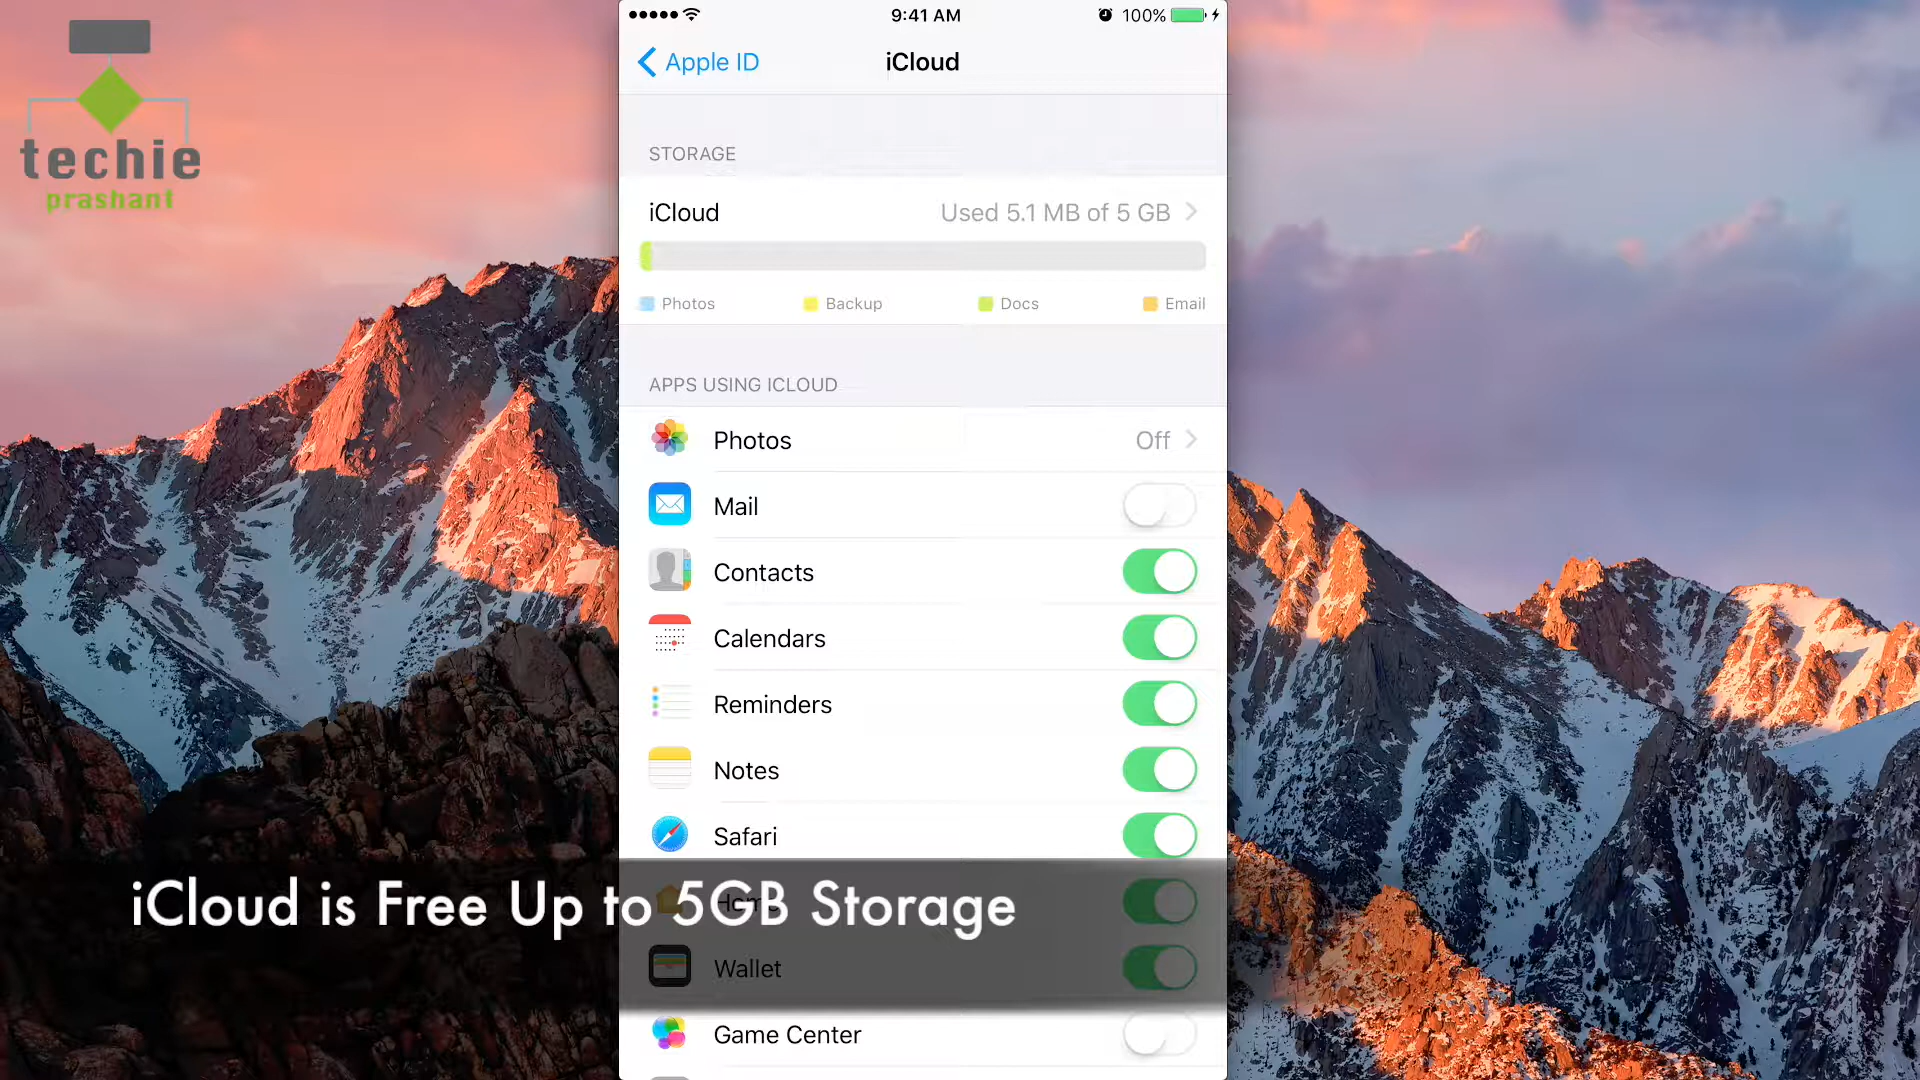 techie
prashant
9:41 AM
100%
Apple ID
iCloud
STORAGE
iCloud
Used 5.1 MB of 5 GB
Photos
Backup
Docs
Email
APPS USING ICLOUD
Photos
Off
Mail
Contacts
Calendars
Reminders
Notes
Safari
Home
iCloud is Free Up to 5GB Storage
Wallet
Game Center